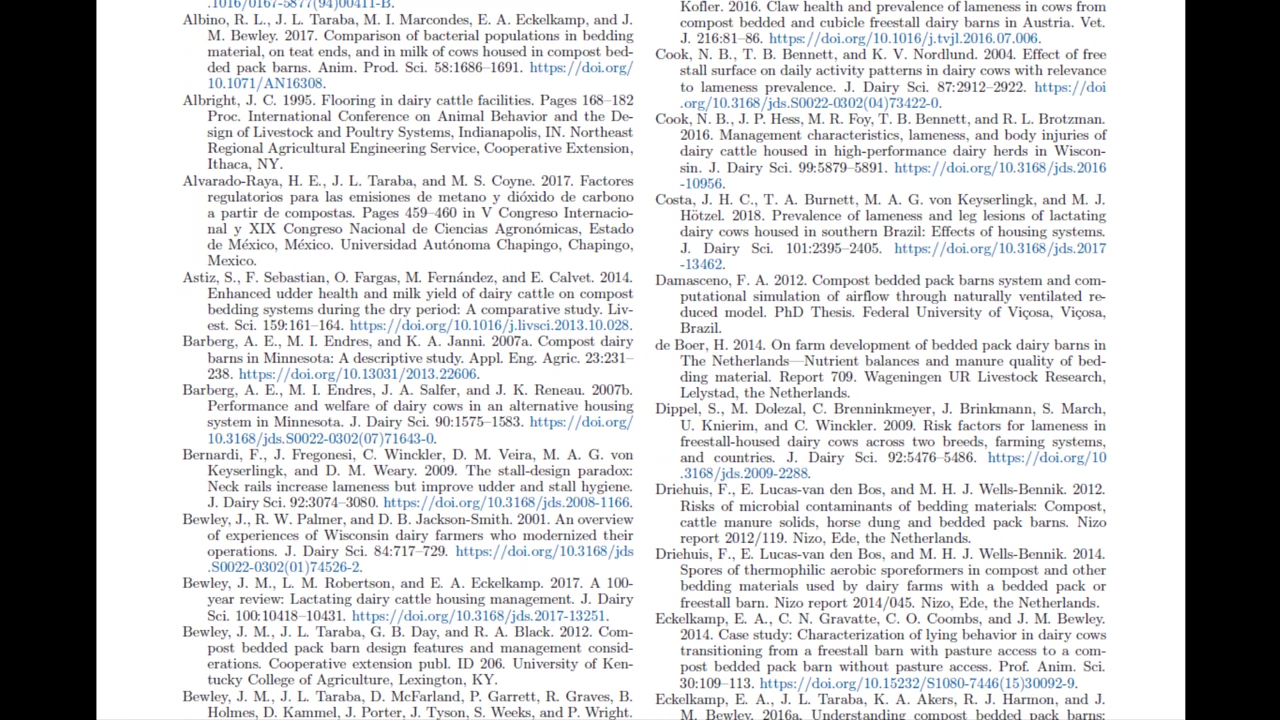 .1016/0167-5877(94)00411-B.
Albino, R. L., J. L. Taraba, M. I. Marcondes, E. A. Eckelkamp, and J.
M. Bewley. 2017. Comparison of bacterial populations in bedding
material, on teat ends, and in milk of cows housed in compost bed-
ded pack barns. Anim. Prod. Sci. 58:1686–1691. https://doi.org/
10.1071/AN16308.
Albright, J. C. 1995. Flooring in dairy cattle facilities. Pages 168–182
Proc. International Conference on Animal Behavior and the De-
sign of Livestock and Poultry Systems, Indianapolis, IN. Northeast
Regional Agricultural Engineering Service, Cooperative Extension,
Ithaca, NY.
Alvarado-Raya, H. E., J. L. Taraba, and M. S. Coyne. 2017. Factores
regulatorios para las emisiones de metano y dióxido de carbono
a partir de compostas. Pages 459–460 in V Congreso Internacio-
nal y XIX Congreso Nacional de Ciencias Agronómicas, Estado
de México, México. Universidad Autónoma Chapingo, Chapingo,
Mexico.
Astiz, S., F. Sebastian, O. Fargas, M. Fernández, and E. Calvet. 2014.
Enhanced udder health and milk yield of dairy cattle on compost
bedding systems during the dry period: A comparative study. Liv-
est. Sci. 159:161–164. https://doi.org/10.1016/j.livsci.2013.10.028.
Barberg, A. E., M. I. Endres, and K. A. Janni. 2007a. Compost dairy
barns in Minnesota: A descriptive study. Appl. Eng. Agric. 23:231–
238. https://doi.org/10.13031/2013.22606.
Barberg, A. E., M. I. Endres, J. A. Salfer, and J. K. Reneau. 2007b.
Performance and welfare of dairy cows in an alternative housing
system in Minnesota. J. Dairy Sci. 90:1575–1583. https://doi.org/
10.3168/jds.S0022-0302(07)71643-0.
Bernardi, F., J. Fregonesi, C. Winckler, D. M. Veira, M. A. G. von
Keyserlingk, and D. M. Weary. 2009. The stall-design paradox:
Neck rails increase lameness but improve udder and stall hygiene.
J. Dairy Sci. 92:3074–3080. https://doi.org/10.3168/jds.2008-1166.
Bewley, J., R. W. Palmer, and D. B. Jackson-Smith. 2001. An overview
of experiences of Wisconsin dairy farmers who modernized their
operations. J. Dairy Sci. 84:717–729. https://doi.org/10.3168/jds
.S0022-0302(01)74526-2.
Bewley, J. M., L. M. Robertson, and E. A. Eckelkamp. 2017. A 100-
year review: Lactating dairy cattle housing management. J. Dairy
Sci. 100:10418–10431. https://doi.org/10.3168/jds.2017-13251.
Bewley, J. M., J. L. Taraba, G. B. Day, and R. A. Black. 2012. Com-
post bedded pack barn design features and management consid-
erations. Cooperative extension publ. ID 206. University of Ken-
tucky College of Agriculture, Lexington, KY.
Bewley, J. M., J. L. Taraba, D. McFarland, P. Garrett, R. Graves, B.
Holmes, D. Kammel, J. Porter, J. Tyson, S. Weeks, and P. Wright.
Kofler. 2016. Claw health and prevalence of lameness in cows from
compost bedded and cubicle freestall dairy barns in Austria. Vet.
J. 216:81–86. https://doi.org/10.1016/j.tvjl.2016.07.006.
Cook, N. B., T. B. Bennett, and K. V. Nordlund. 2004. Effect of free
stall surface on daily activity patterns in dairy cows with relevance
to lameness prevalence. J. Dairy Sci. 87:2912–2922. https://doi
.org/10.3168/jds.S0022-0302(04)73422-0.
Cook, N. B., J. P. Hess, M. R. Foy, T. B. Bennett, and R. L. Brotzman.
2016. Management characteristics, lameness, and body injuries of
dairy cattle housed in high-performance dairy herds in Wiscon-
sin. J. Dairy Sci. 99:5879–5891. https://doi.org/10.3168/jds.2016
-10956.
Costa, J. H. C., T. A. Burnett, M. A. G. von Keyserlingk, and M. J.
Hötzel. 2018. Prevalence of lameness and leg lesions of lactating
dairy cows housed in southern Brazil: Effects of housing systems.
J. Dairy Sci. 101:2395–2405. https://doi.org/10.3168/jds.2017
-13462.
Damasceno, F. A. 2012. Compost bedded pack barns system and com-
putational simulation of airflow through naturally ventilated re-
duced model. PhD Thesis. Federal University of Viçosa, Viçosa,
Brazil.
de Boer, H. 2014. On farm development of bedded pack dairy barns in
The Netherlands—Nutrient balances and manure quality of bed-
ding material. Report 709. Wageningen UR Livestock Research,
Lelystad, the Netherlands.
Dippel, S., M. Dolezal, C. Brenninkmeyer, J. Brinkmann, S. March,
U. Knierim, and C. Winckler. 2009. Risk factors for lameness in
freestall-housed dairy cows across two breeds, farming systems,
and countries. J. Dairy Sci. 92:5476–5486. https://doi.org/10
.3168/jds.2009-2288.
Driehuis, F., E. Lucas-van den Bos, and M. H. J. Wells-Bennik. 2012.
Risks of microbial contaminants of bedding materials: Compost,
cattle manure solids, horse dung and bedded pack barns. Nizo
report 2012/119. Nizo, Ede, the Netherlands.
Driehuis, F., E. Lucas-van den Bos, and M. H. J. Wells-Bennik. 2014.
Spores of thermophilic aerobic sporeformers in compost and other
bedding materials used by dairy farms with a bedded pack or
freestall barn. Nizo report 2014/045. Nizo, Ede, the Netherlands.
Eckelkamp, E. A., C. N. Gravatte, C. O. Coombs, and J. M. Bewley.
2014. Case study: Characterization of lying behavior in dairy cows
transitioning from a freestall barn with pasture access to a com-
post bedded pack barn without pasture access. Prof. Anim. Sci.
30:109–113. https://doi.org/10.15232/S1080-7446(15)30092-9.
Eckelkamp, E. A., J. L. Taraba, K. A. Akers, R. J. Harmon, and J.
M. Bewley. 2016a. Understanding compost bedded pack barns: